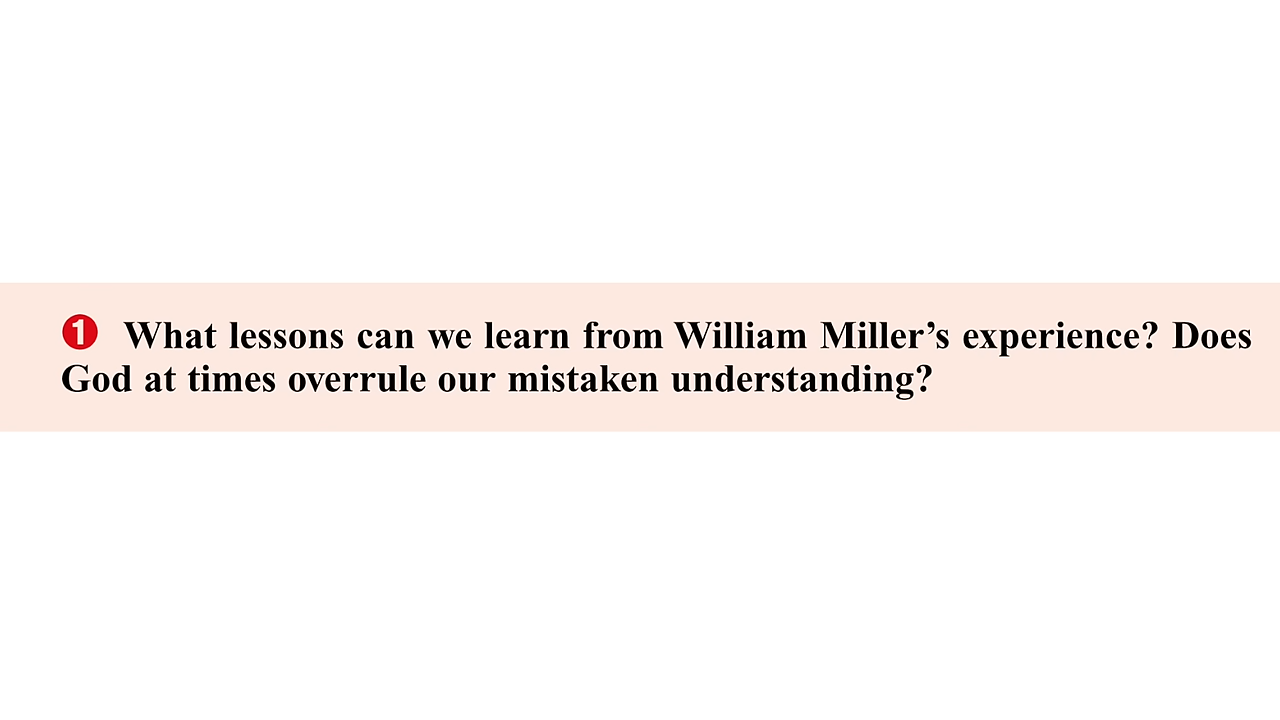 ❶ What lessons can we learn from William Miller’s experience? Does
God at times overrule our mistaken understanding?